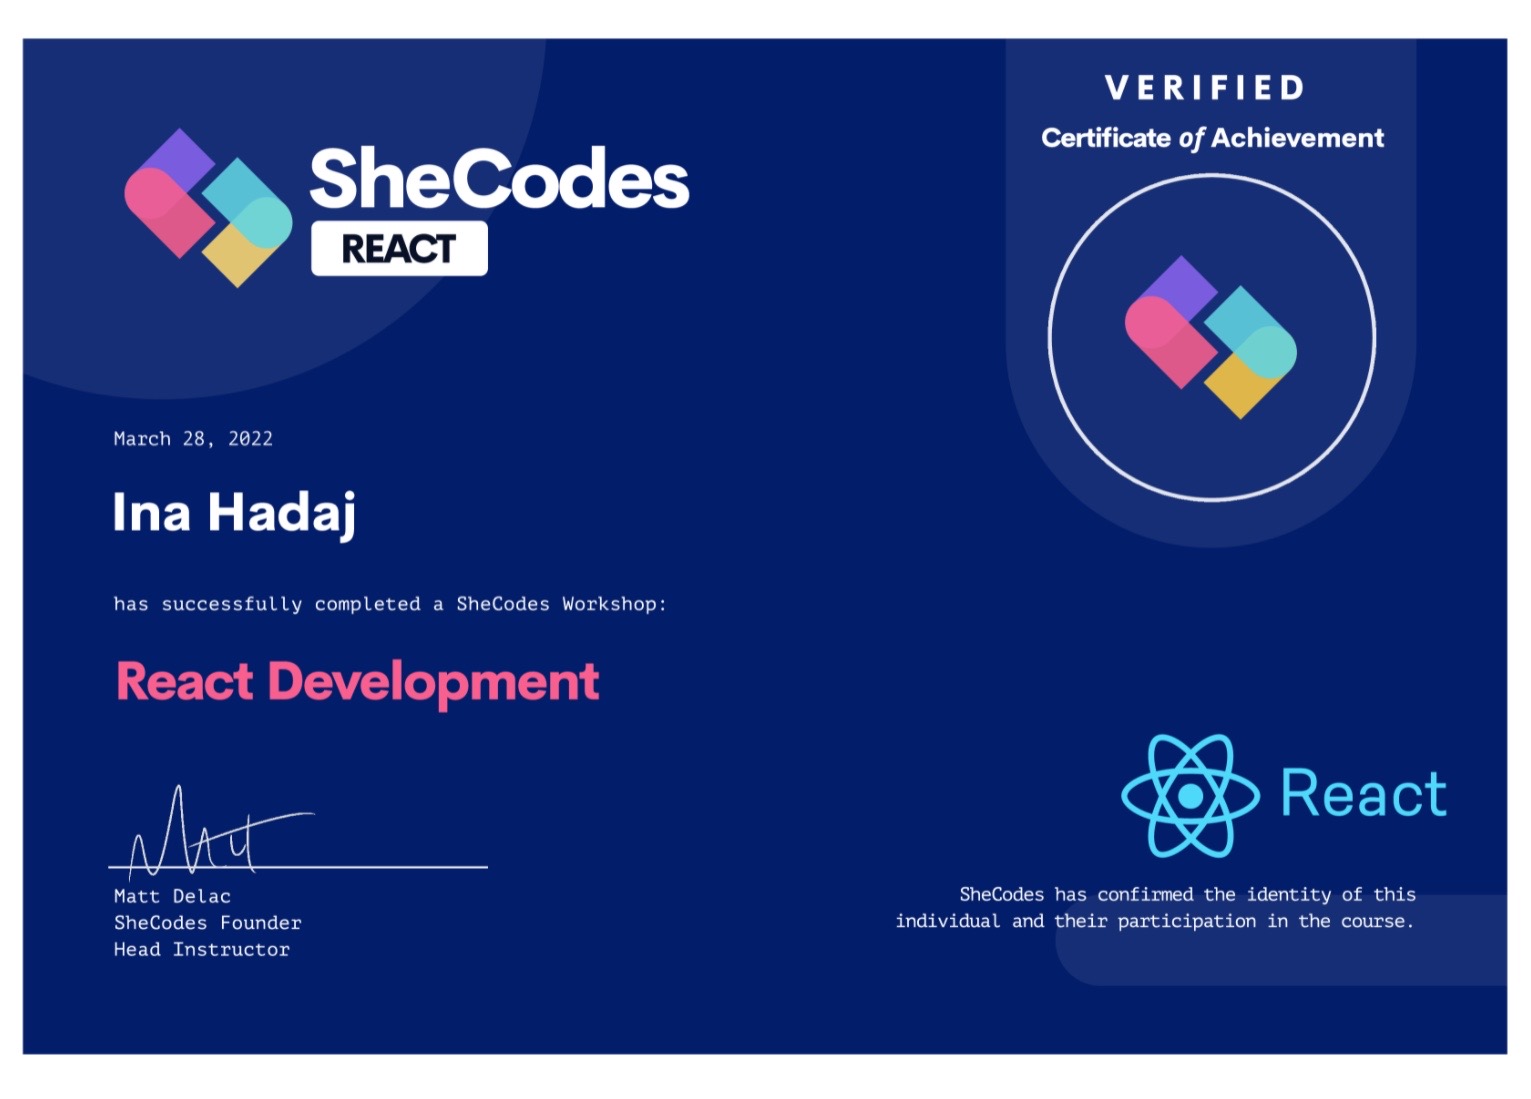 SheCodes
REACT
VERIFIED
Certificate of Achievement
March 28, 2022
Ina Hadaj
has successfully completed a SheCodes Workshop:
React Development
Matt
Matt Delac
SheCodes Founder
Head Instructor
React
SheCodes has confirmed the identity of this
individual and their participation in the course.